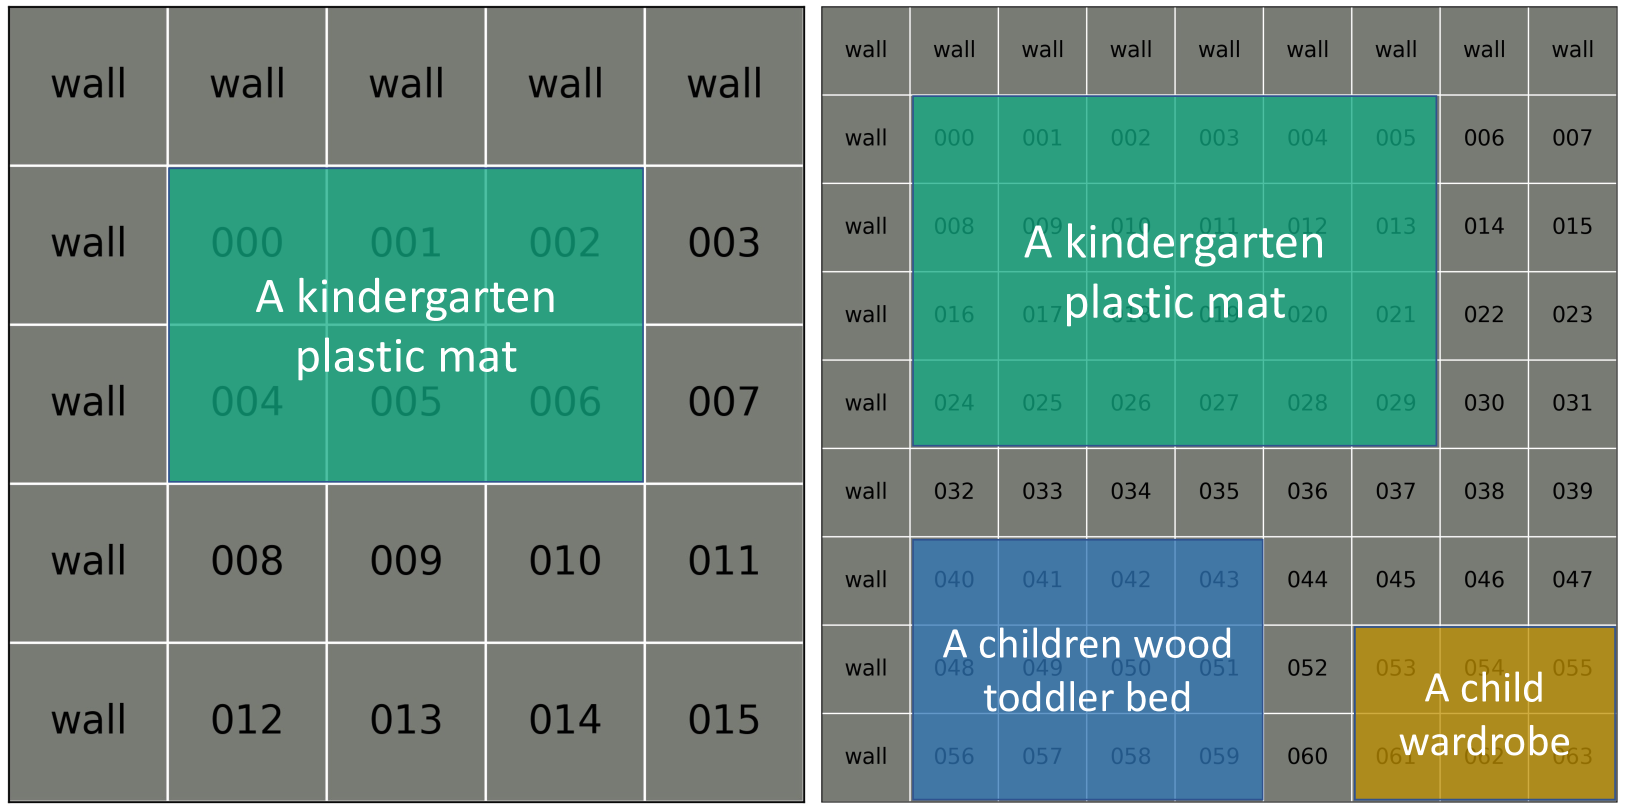 wall wall wall wall wall
wall 000 001 002 003
A kindergarten
plastic mat
wall 004 005 006 007
wall 008 009 010 011
wall 012 013 014 015
wall wall wall wall wall wall wall wall wall
wall 000 001 002 003 004 005 006 007
wall 008 009 010 011 012 013 014 015
A kindergarten
plastic mat
wall 016 017 018 019 020 021 022 023
wall 024 025 026 027 028 029 030 031
wall 032 033 034 035 036 037 038 039
wall 040 041 042 043 044 045 046 047
A children wood
toddler bed
wall 048 049 050 051 052 053 054 055
A child
wardrobe
wall 056 057 058 059 060 061 062 063